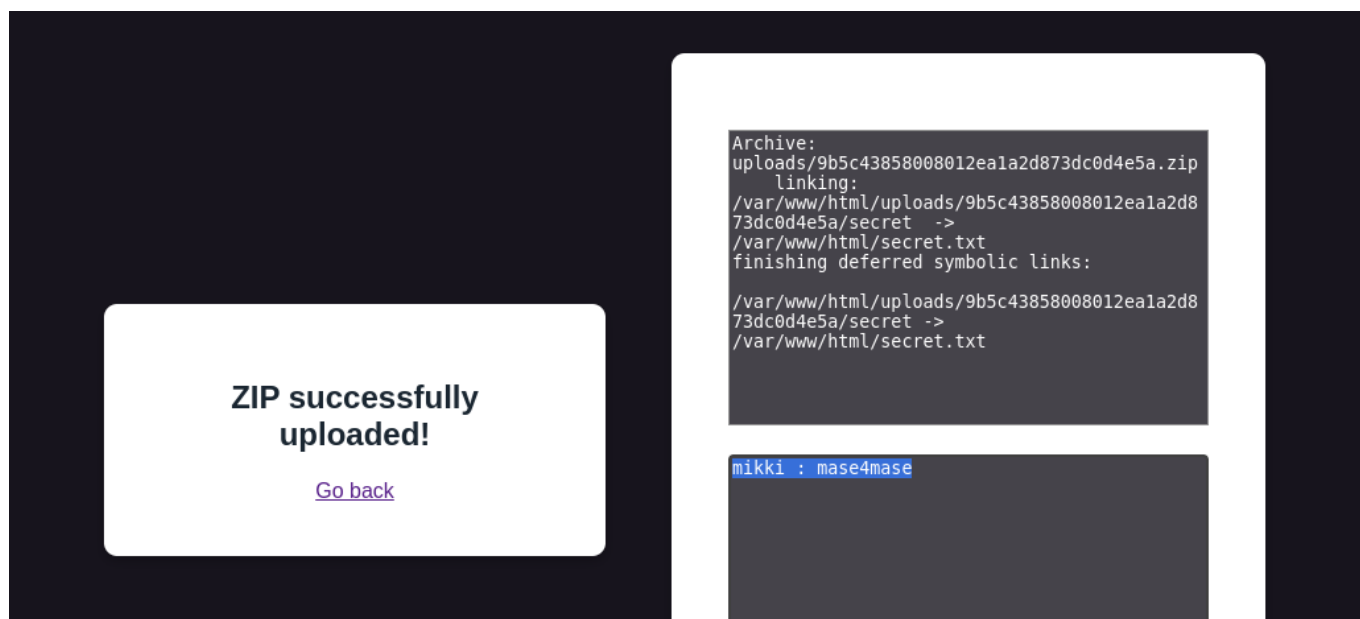 ZIP successfully
uploaded!
Go back
Archive:
uploads/9b5c43858008012ea1a2d873dc0d4e5a.zip
    linking:
/var/www/html/uploads/9b5c43858008012ea1a2d8
73dc0d4e5a/secret  ->
/var/www/html/secret.txt
finishing deferred symbolic links:
/var/www/html/uploads/9b5c43858008012ea1a2d8
73dc0d4e5a/secret ->
/var/www/html/secret.txt
mikki : mase4mase